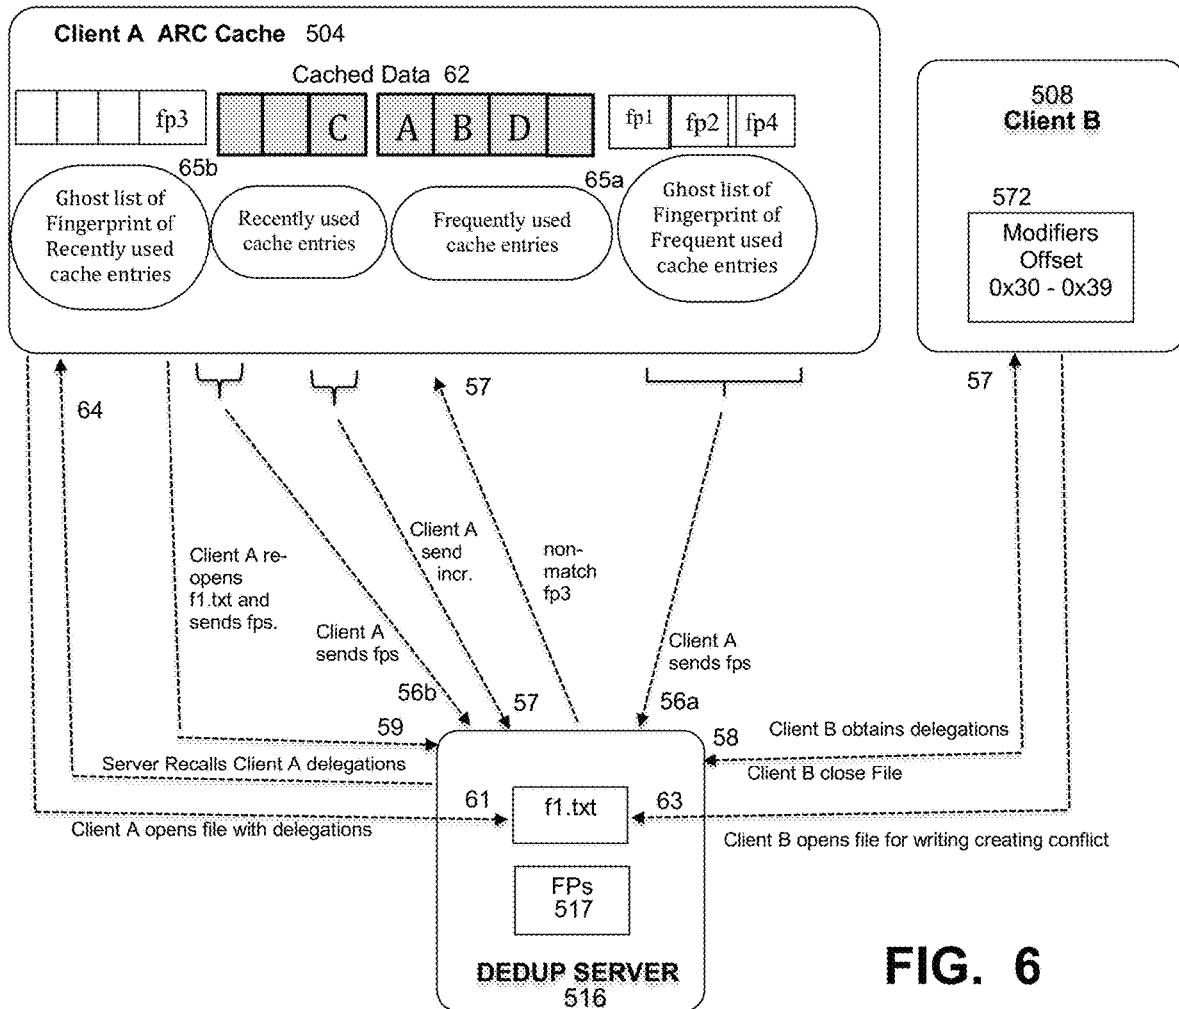 Client A ARC Cache 504
Cached Data 62
fp3
C
A
B
D
fp1
fp2
fp4
65b
65a
Ghost list of
Fingerprint of
Recently used
cache entries
Recently used
cache entries
Frequently used
cache entries
Ghost list of
Fingerprint of
Frequent used
cache entries
508
Client B
572
Modifiers
Offset
0x30 - 0x39
64
57
57
Client A re-
opens
f1.txt and
sends fps.
Client A
sends fps
Client A
send
incr.
non-
match
fp3
Client A
sends fps
56b
57
56a
59
58
Client B obtains delegations
Server Recalls Client A delegations
Client B close File
61
f1.txt
63
Client A opens file with delegations
Client B opens file for writing creating conflict
FPs
517
DEDUP SERVER
516
FIG. 6